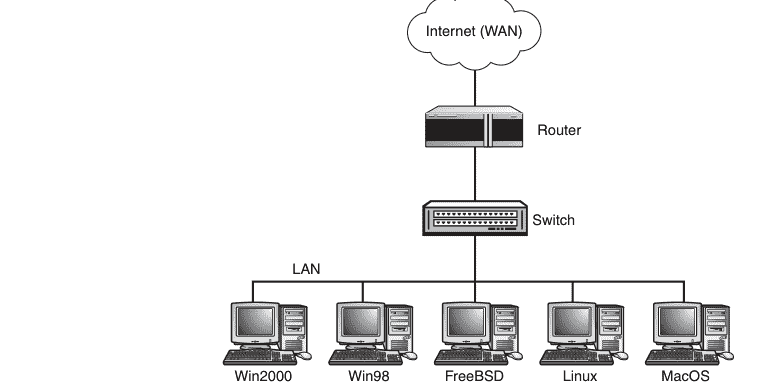 Internet (WAN)
Router
Switch
LAN
Win2000
Win98
FreeBSD
Linux
MacOS